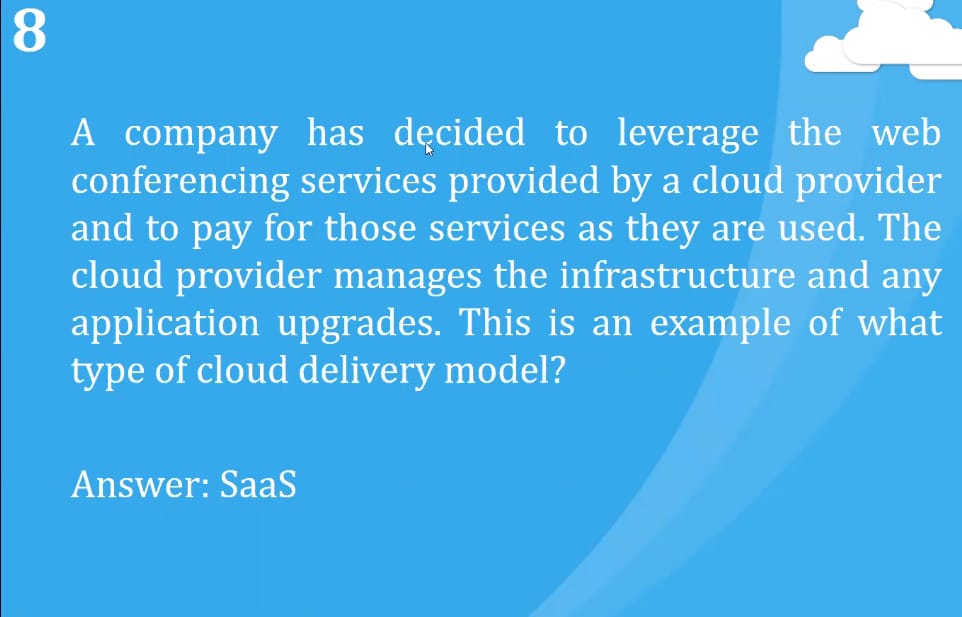 8
A company has decided to leverage the web
conferencing services provided by a cloud provider
and to pay for those services as they are used. The
cloud provider manages the infrastructure and any
application upgrades. This is an example of what
type of cloud delivery model?
Answer: SaaS